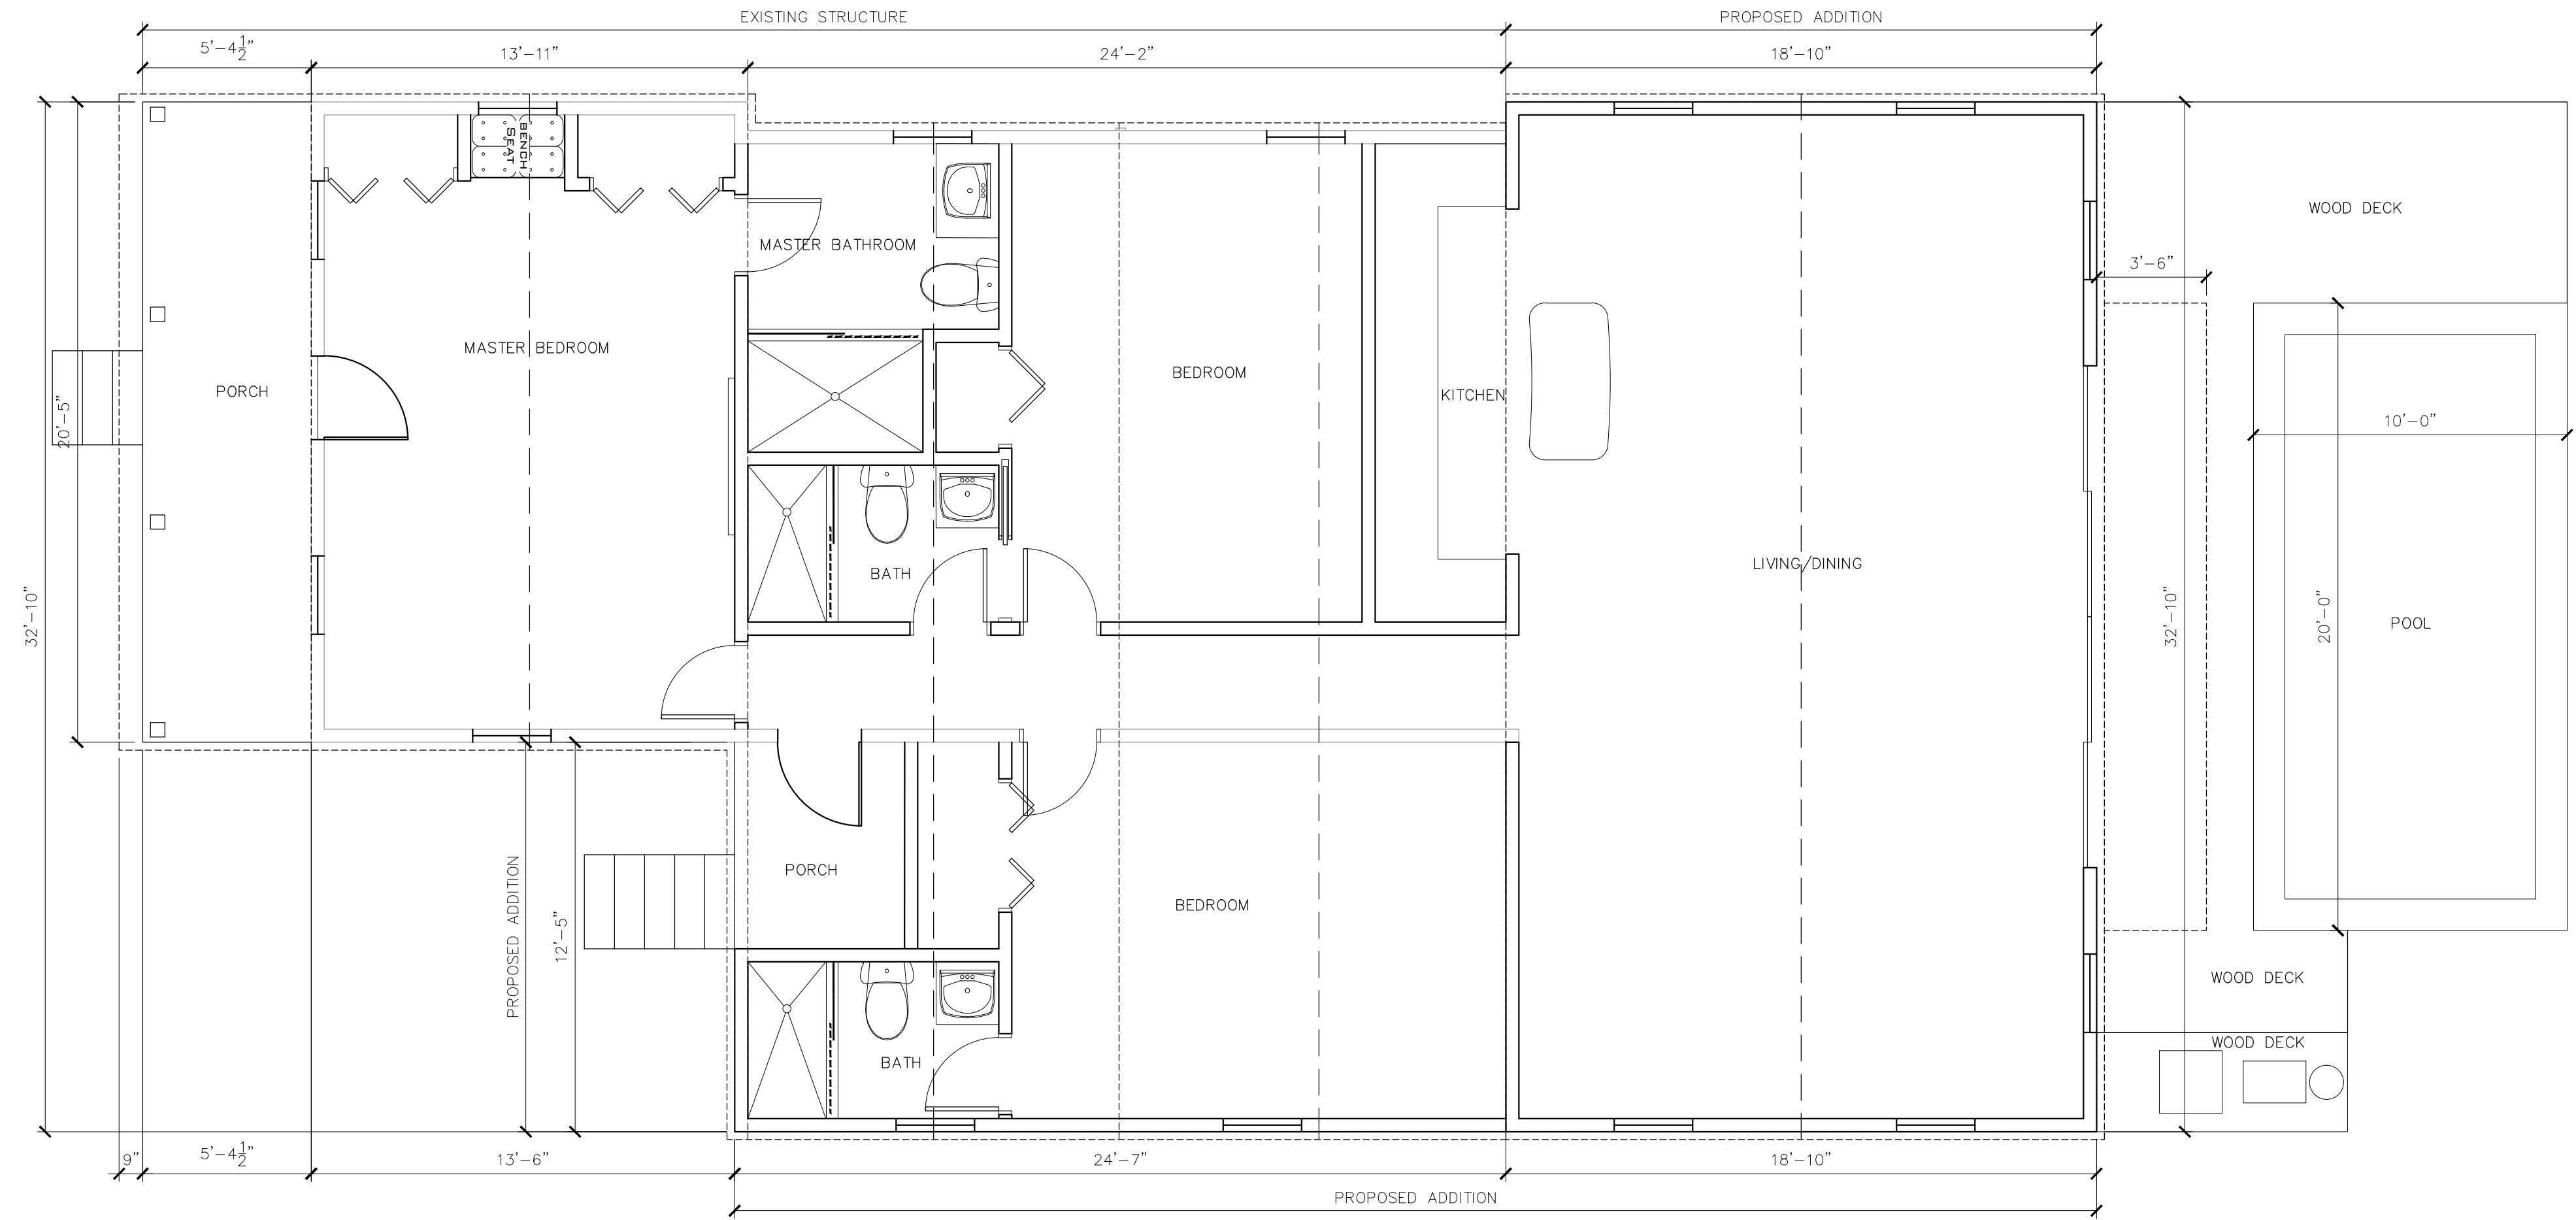 EXISTING STRUCTURE
PROPOSED ADDITION
5'-4 1/2"
13'-11"
24'-2"
18'-10"
BENCH
SEAT
WOOD DECK
MASTER BATHROOM
3'-6"
MASTER BEDROOM
BEDROOM
PORCH
KITCHEN
20'-5"
10'-0"
LIVING/DINING
BATH
32'-10"
32'-10"
20'-0"
POOL
PORCH
PROPOSED ADDITION
12'-5"
BEDROOM
WOOD DECK
WOOD DECK
BATH
9"
5'-4 1/2"
13'-6"
24'-7"
18'-10"
PROPOSED ADDITION